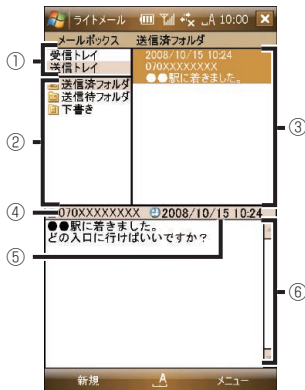 ライトメール 10:00
メールボックス 送信済フォルダ
① 受信トレイ
送信トレイ
2008/10/15 10:24
070XXXXXXXX
●●駅に着きました。
② 送信済フォルダ
送信待フォルダ
下書き
③
④ 070XXXXXXXX 2008/10/15 10:24
⑤ ●●駅に着きました。
どの入口に行けばいいですか?
⑥
新規 A メニュー